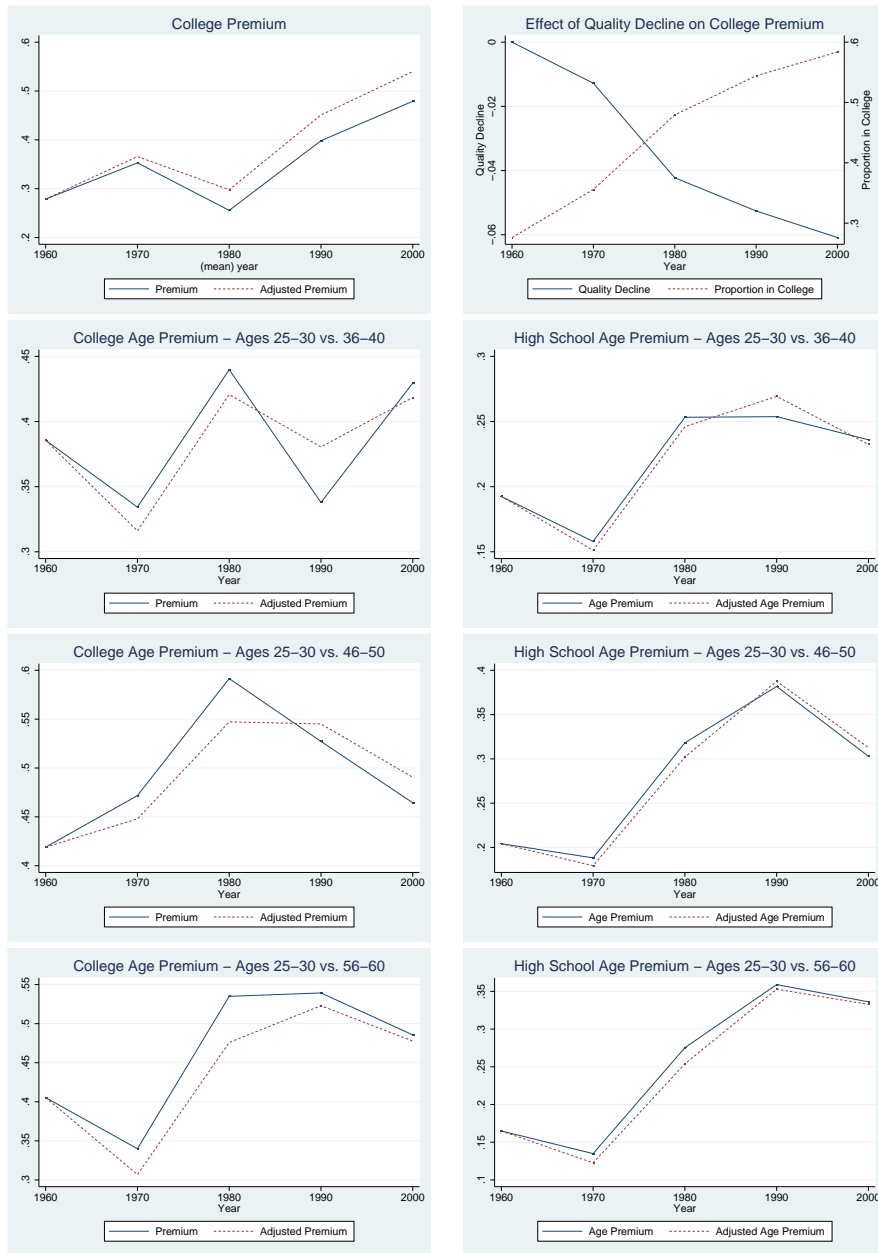 College Premium
.6
.5
.4
.3
.2
1960 1970 1980 1990 2000
(mean) year
Premium Adjusted Premium
Effect of Quality Decline on College Premium
Quality Decline
0
−.02
−.04
−.06
Proportion in College
.6
.5
.4
.3
1960 1970 1980 1990 2000
Year
Quality Decline Proportion in College
College Age Premium − Ages 25−30 vs. 36−40
.45
.4
.35
.3
1960 1970 1980 1990 2000
Year
Premium Adjusted Premium
High School Age Premium − Ages 25−30 vs. 36−40
.3
.25
.2
.15
1960 1970 1980 1990 2000
Year
Age Premium Adjusted Age Premium
College Age Premium − Ages 25−30 vs. 46−50
.6
.55
.5
.45
.4
1960 1970 1980 1990 2000
Year
Premium Adjusted Premium
High School Age Premium − Ages 25−30 vs. 46−50
.4
.35
.3
.25
.2
1960 1970 1980 1990 2000
Year
Age Premium Adjusted Age Premium
College Age Premium − Ages 25−30 vs. 56−60
.55
.5
.45
.4
.35
.3
1960 1970 1980 1990 2000
Year
Premium Adjusted Premium
High School Age Premium − Ages 25−30 vs. 56−60
.35
.3
.25
.2
.15
.1
1960 1970 1980 1990 2000
Year
Age Premium Adjusted Age Premium